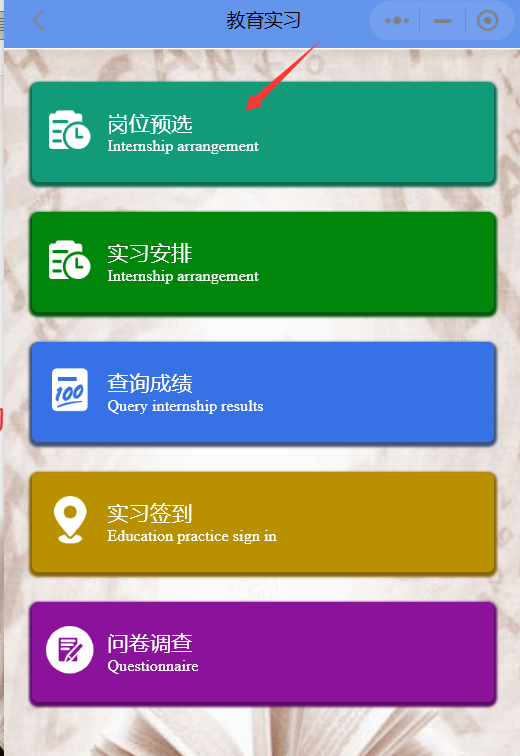 教育实习
岗位预选
Internship arrangement
实习安排
Internship arrangement
100
查询成绩
Query internship results
实习签到
Education practice sign in
问卷调查
Questionnaire